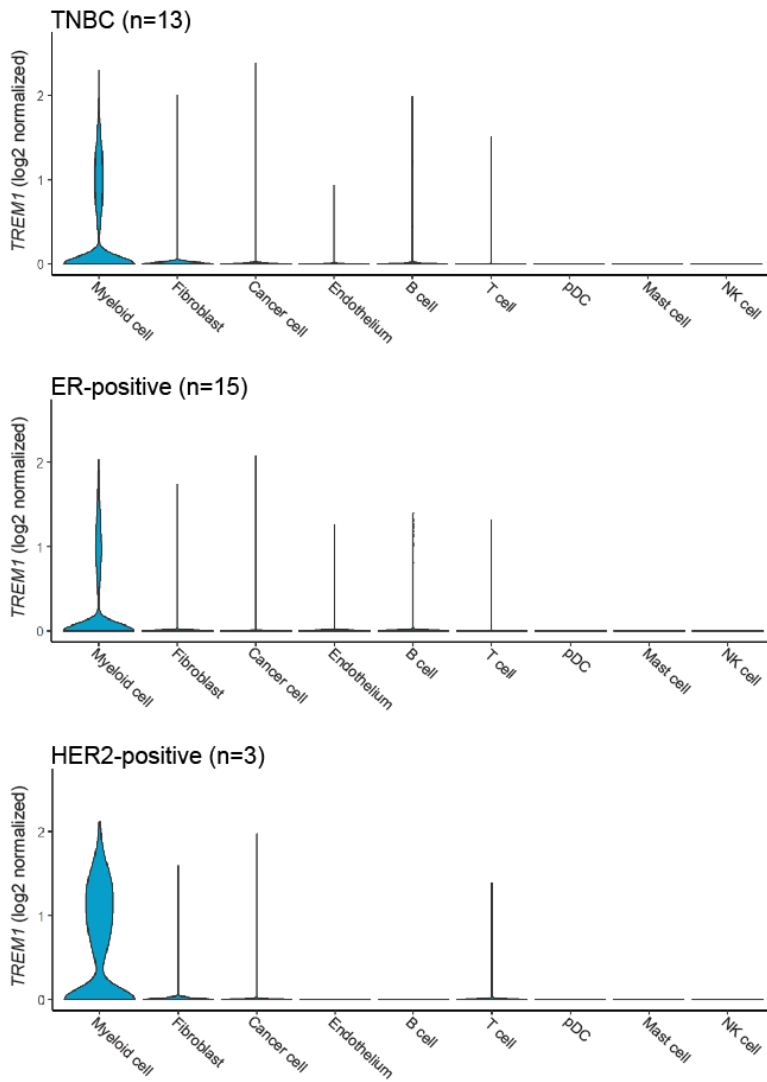 TNBC (n=13)
TREM1 (log2 normalized)
2
1
0
Myeloid cell
Fibroblast
Cancer cell
Endothelium
B cell
T cell
pDC
Mast cell
NK cell
ER-positive (n=15)
TREM1 (log2 normalized)
2
1
0
Myeloid cell
Fibroblast
Cancer cell
Endothelium
B cell
T cell
pDC
Mast cell
NK cell
HER2-positive (n=3)
TREM1 (log2 normalized)
2
1
0
Myeloid cell
Fibroblast
Cancer cell
Endothelium
B cell
T cell
pDC
Mast cell
NK cell